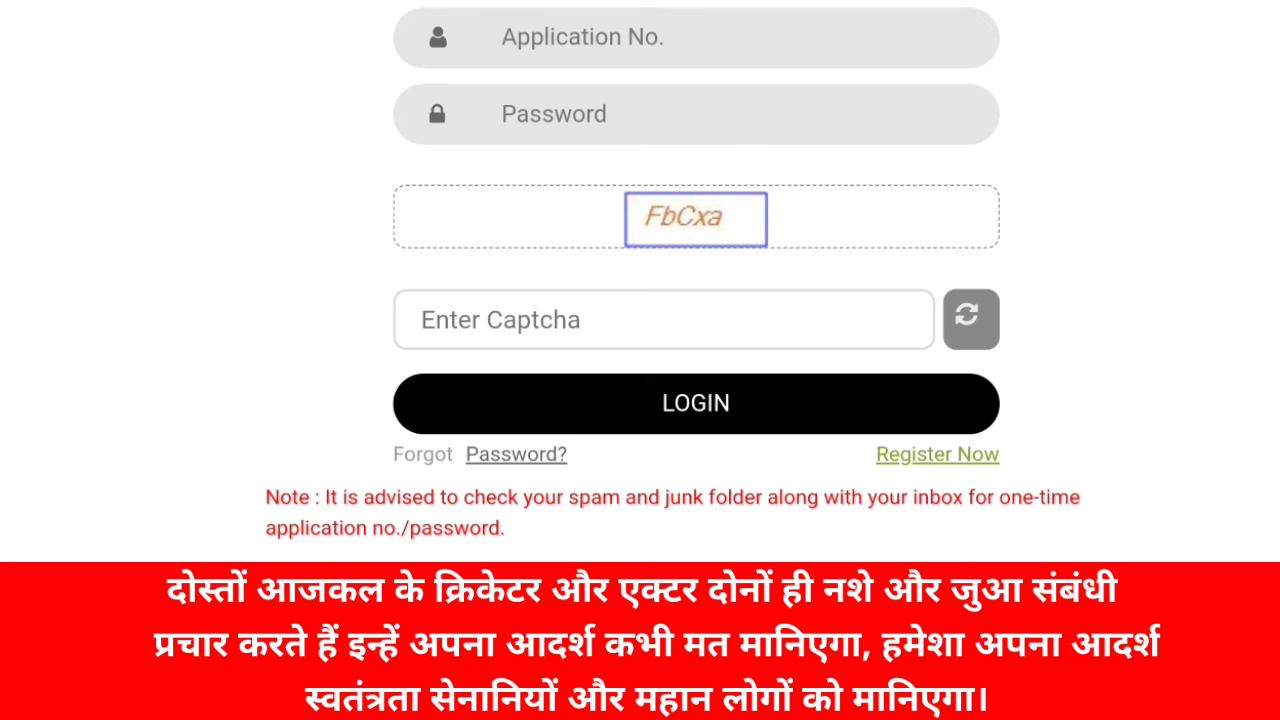 Application No.
Password
FbCxa
Enter Captcha
LOGIN
Forgot Password? Register Now
Note : It is advised to check your spam and junk folder along with your inbox for one-time
application no./password.
दोस्तों आजकल के क्रिकेटर और एक्टर दोनों ही नशे और जुआ संबंधी
प्रचार करते हैं इन्हें अपना आदर्श कभी मत मानिएगा, हमेशा अपना आदर्श
स्वतंत्रता सेनानियों और महान लोगों को मानिएगा।